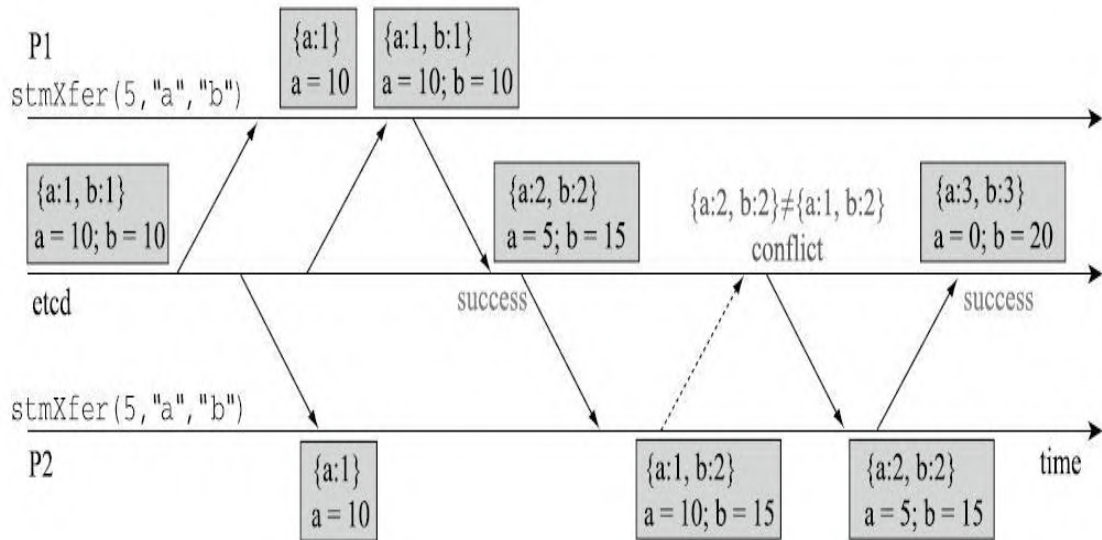 P1
stmXfer(5,"a","b")
{a:1}
a = 10
{a:1, b:1}
a = 10; b = 10
{a:1, b:1}
a = 10; b = 10
{a:2, b:2}
a = 5; b = 15
{a:2, b:2}≠{a:1, b:2}
conflict
{a:3, b:3}
a = 0; b = 20
etcd
success
success
stmXfer(5,"a","b")
P2
{a:1}
a = 10
{a:1, b:2}
a = 10; b = 15
{a:2, b:2}
a = 5; b = 15
time